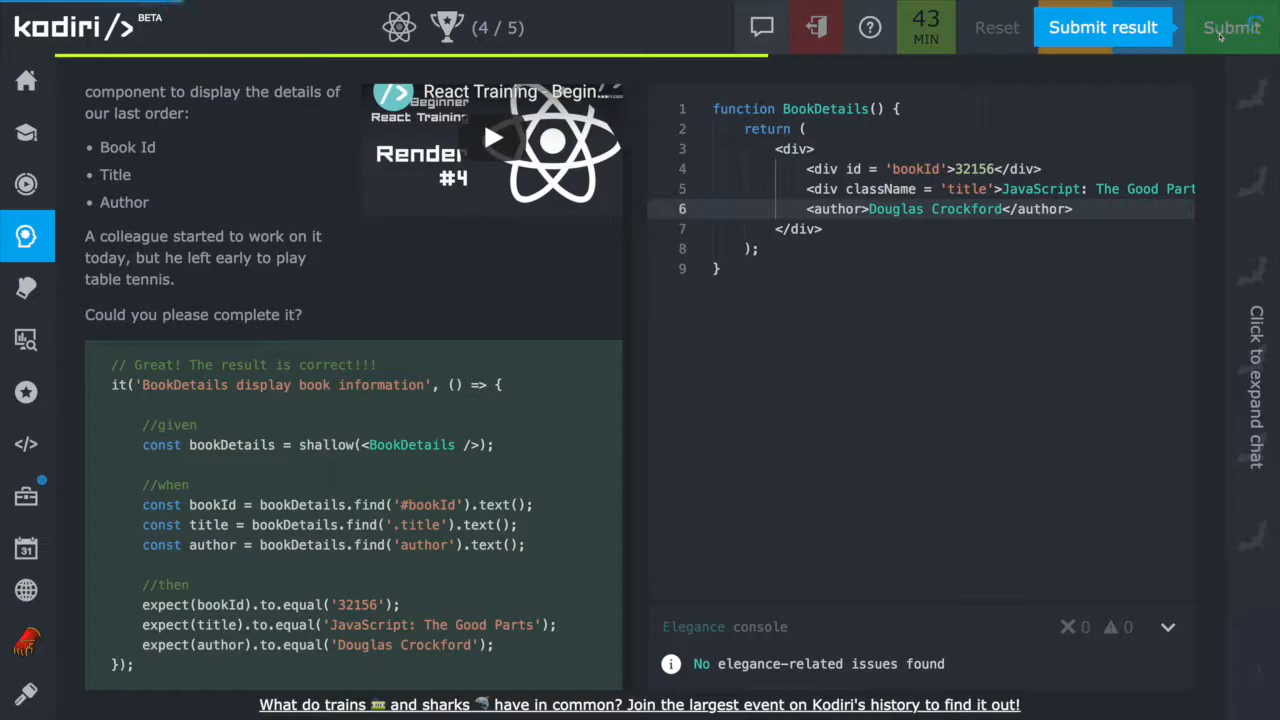 kodiri/> BETA
(4 / 5)
43
MIN
Reset
Submit result
Submit
component to display the details of
our last order:
• Book Id
• Title
• Author
A colleague started to work on it
today, but he left early to play
table tennis.
Could you please complete it?
React Training - Begin...
Beginner
React Training
Render
#4
// Great! The result is correct!!!
it('BookDetails display book information', () => {
//given
const bookDetails = shallow(<BookDetails />);
//when
const bookId = bookDetails.find('#bookId').text();
const title = bookDetails.find('.title').text();
const author = bookDetails.find('author').text();
//then
expect(bookId).to.equal('32156');
expect(title).to.equal('JavaScript: The Good Parts');
expect(author).to.equal('Douglas Crockford');
});
1 function BookDetails() {
2 return (
3 <div>
4 <div id = 'bookId'>32156</div>
5 <div className = 'title'>JavaScript: The Good Part
6 <author>Douglas Crockford</author>
7 </div>
8 );
9 }
Elegance console
0 0
No elegance-related issues found
Click to expand chat
31
What do trains 🚃 and sharks 🦈 have in common? Join the largest event on Kodiri's history to find it out!